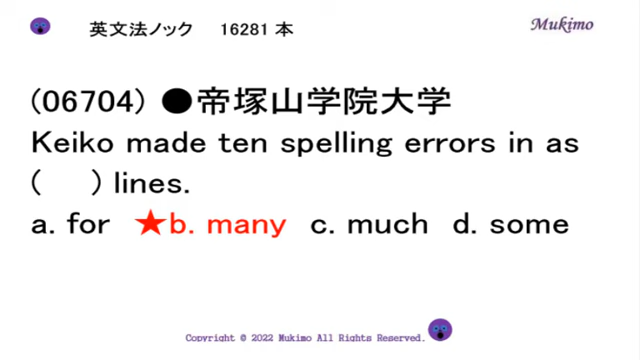 英文法ノック 16281 本
Mukimo
(06704) ●帝塚山学院大学
Keiko made ten spelling errors in as
( ) lines.
a. for ★b. many c. much d. some
Copyright @ 2022 Mukimo All Rights Reserved.